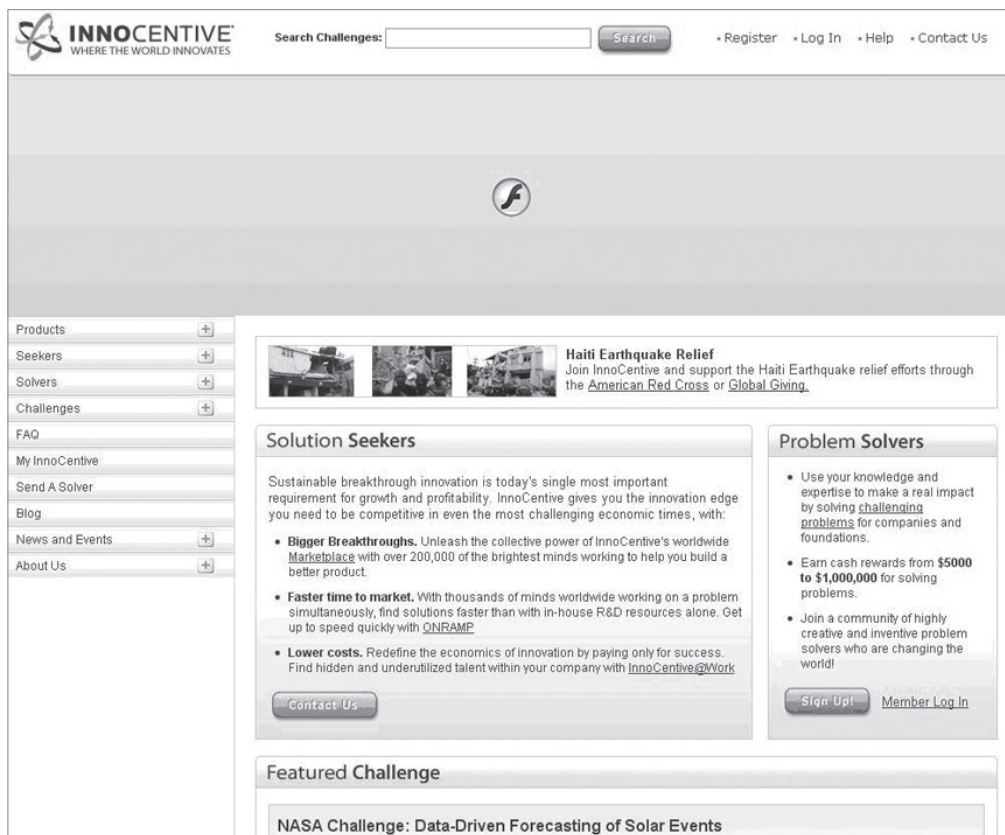 INNOCENTIVE®
WHERE THE WORLD INNOVATES
Search Challenges:
Search
Register
Log In
Help
Contact Us
Products
Seekers
Solvers
Challenges
FAQ
My InnoCentive
Send A Solver
Blog
News and Events
About Us
Haiti Earthquake Relief
Join InnoCentive and support the Haiti Earthquake relief efforts through
the American Red Cross or Global Giving.
Solution Seekers
Sustainable breakthrough innovation is today's single most important
requirement for growth and profitability. InnoCentive gives you the innovation edge
you need to be competitive in even the most challenging economic times, with:
• Bigger Breakthroughs. Unleash the collective power of InnoCentive's worldwide
Marketplace with over 200,000 of the brightest minds working to help you build a
better product.
• Faster time to market. With thousands of minds worldwide working on a problem
simultaneously, find solutions faster than with in-house R&D resources alone. Get
up to speed quickly with ONRAMP
• Lower costs. Redefine the economics of innovation by paying only for success.
Find hidden and underutilized talent within your company with InnoCentive@Work
Contact Us
Problem Solvers
• Use your knowledge and
expertise to make a real impact
by solving challenging
problems for companies and
foundations.
• Earn cash rewards from $5000
to $1,000,000 for solving
problems.
• Join a community of highly
creative and inventive problem
solvers who are changing the
world!
Sign Up!
Member Log In
Featured Challenge
NASA Challenge: Data-Driven Forecasting of Solar Events